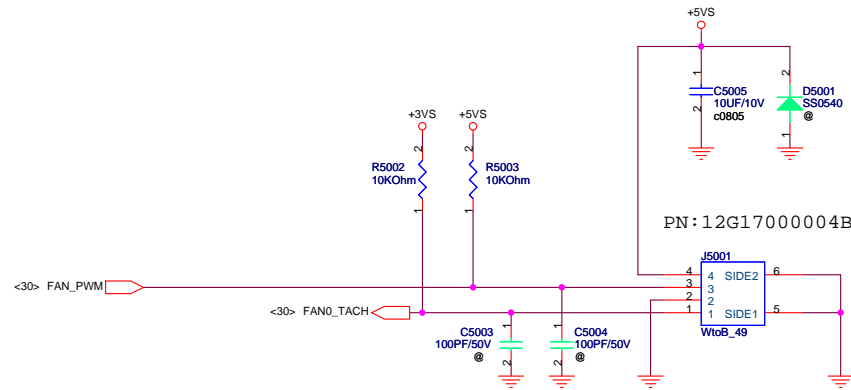 +5VS
1
2
C5005
10UF/10V
c0805
2
1
D5001
SS0540
@
+3VS
+5VS
2
R5002
10KOhm
1
2
R5003
10KOhm
1
PN:12G17000004B
J5001
4 4 SIDE2 6
3 3
2 2
1 1 SIDE1 5
WtoB_49
<30> FAN_PWM
<30> FAN0_TACH
1
C5003
100PF/50V
@
2
1
C5004
100PF/50V
@
2